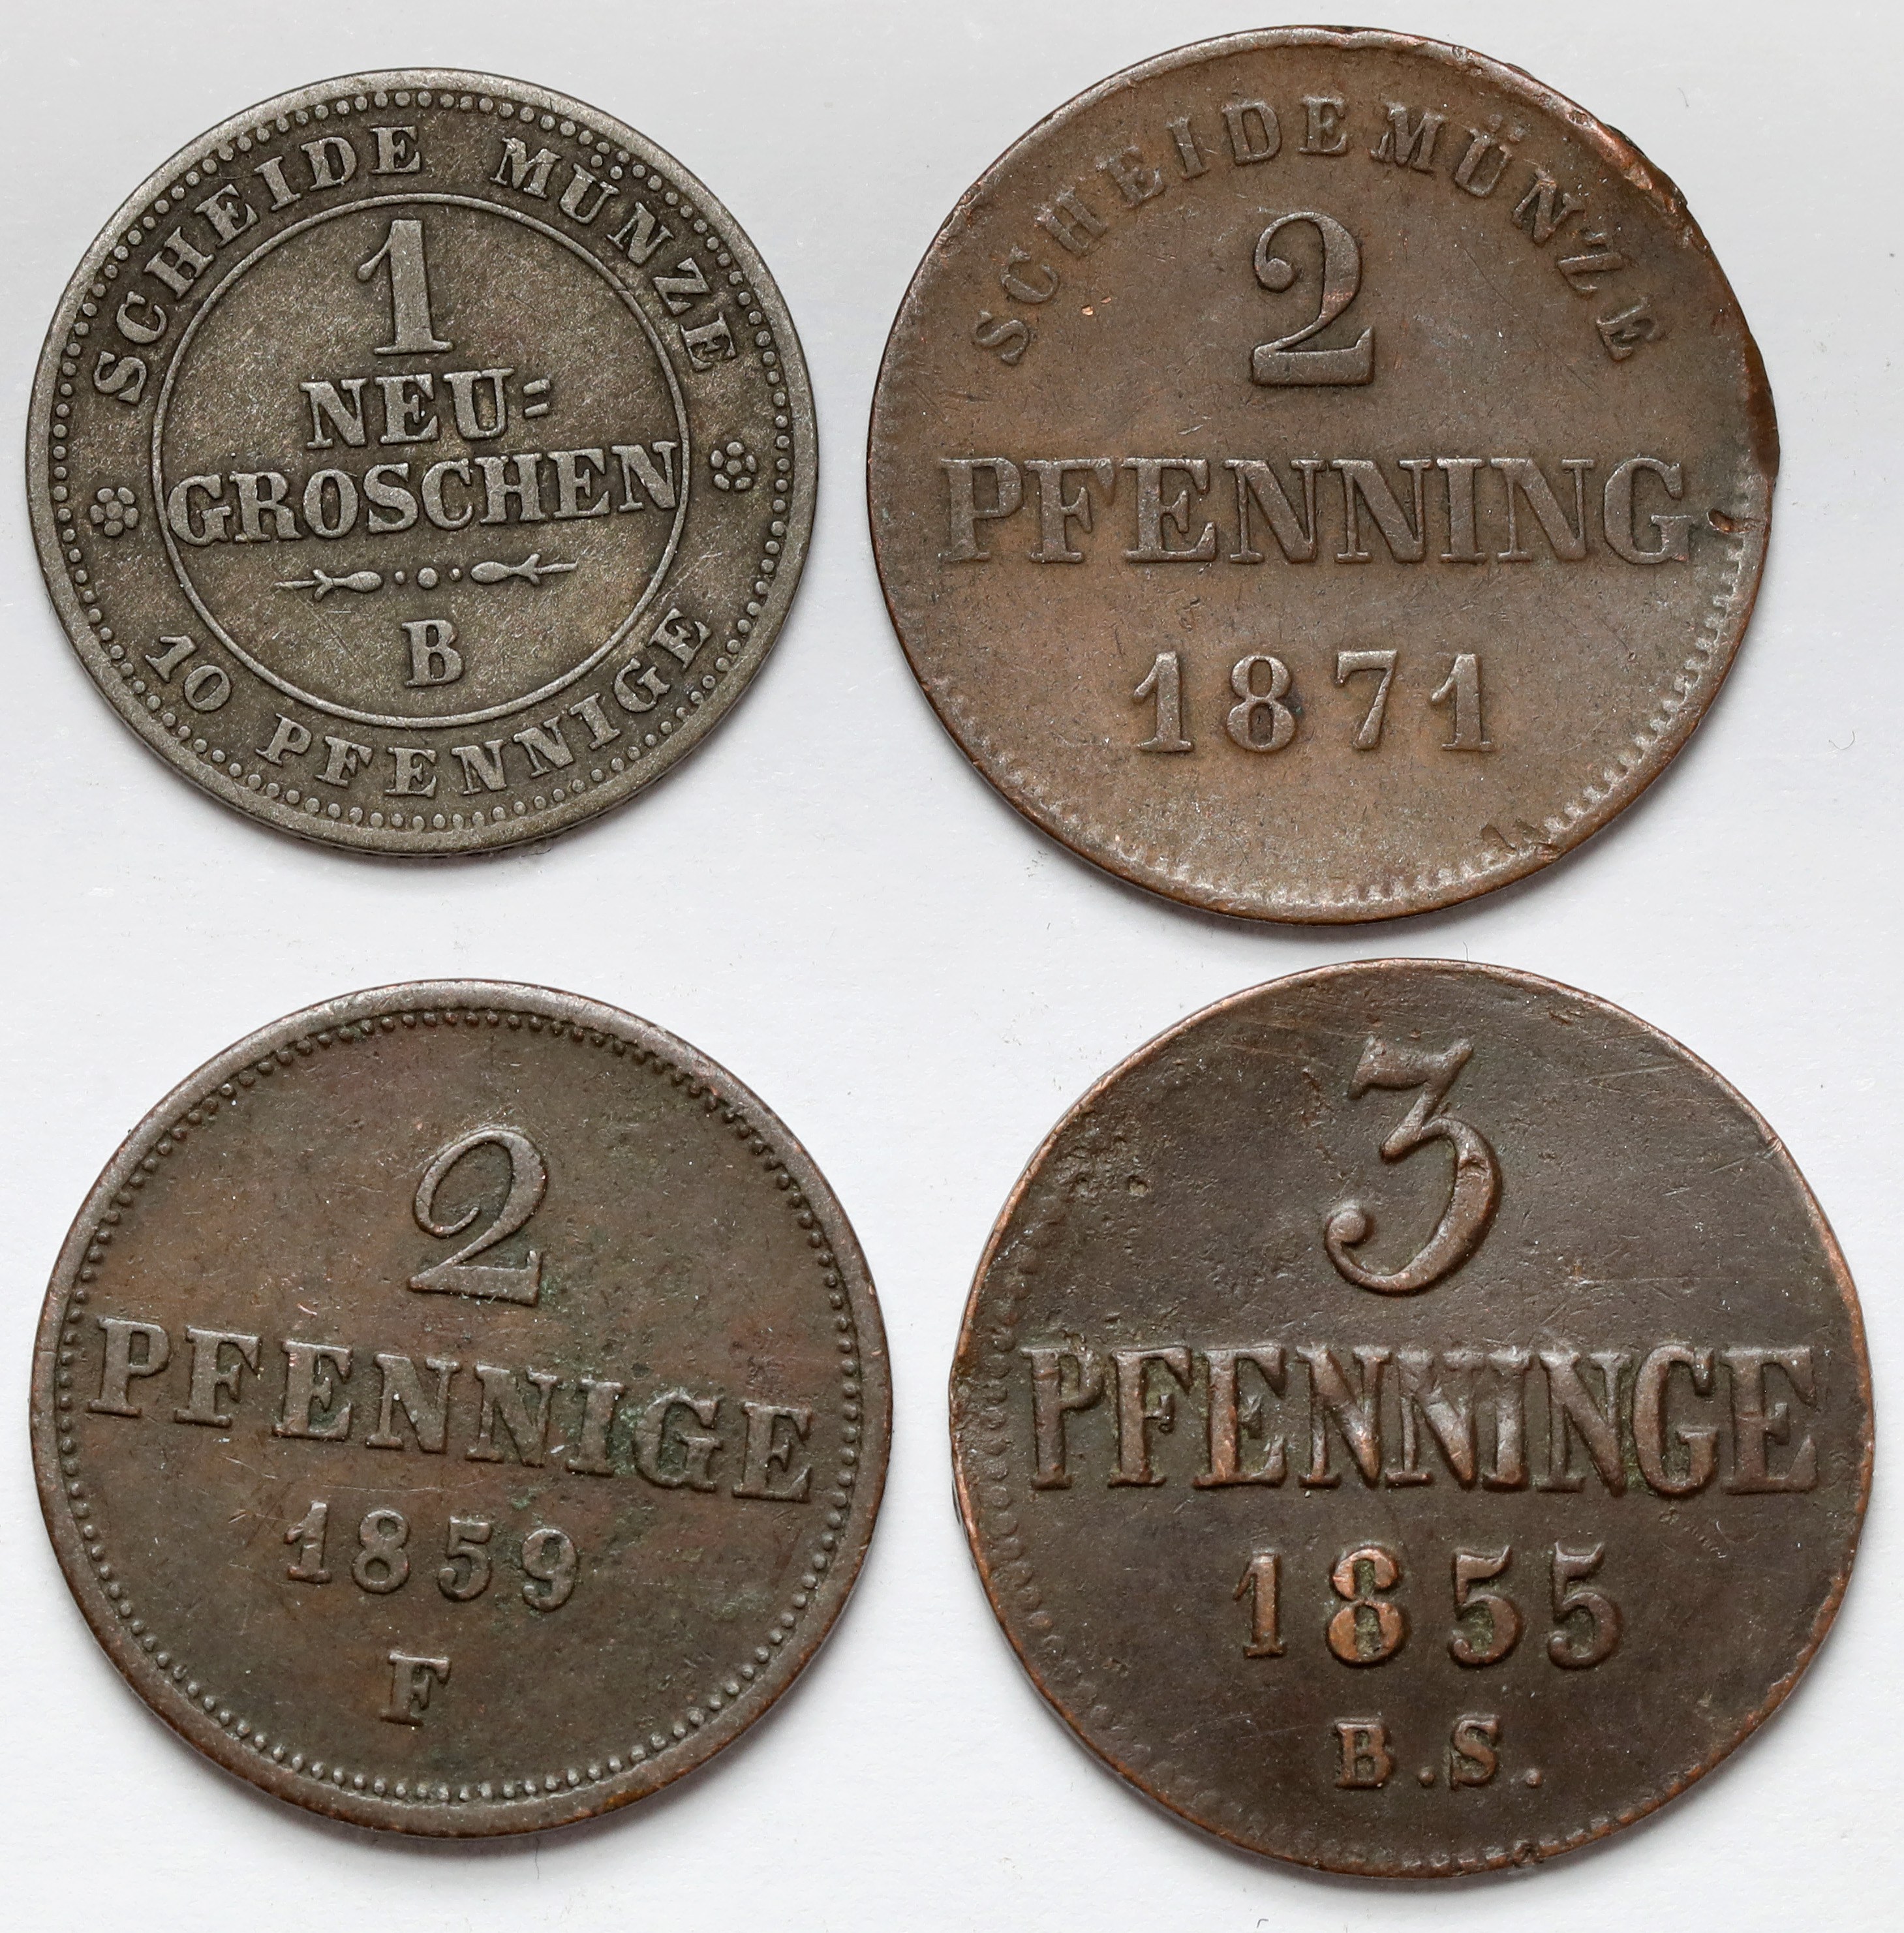 SCHEIDE MÜNZE
1
NEU=
GROSCHEN
B
10 PFENNIGE
SCHEIDEMÜNZE
2
PFENNING
1871
2
PFENNIGE
1859
F
3
PFENNINGE
1855
B.S.